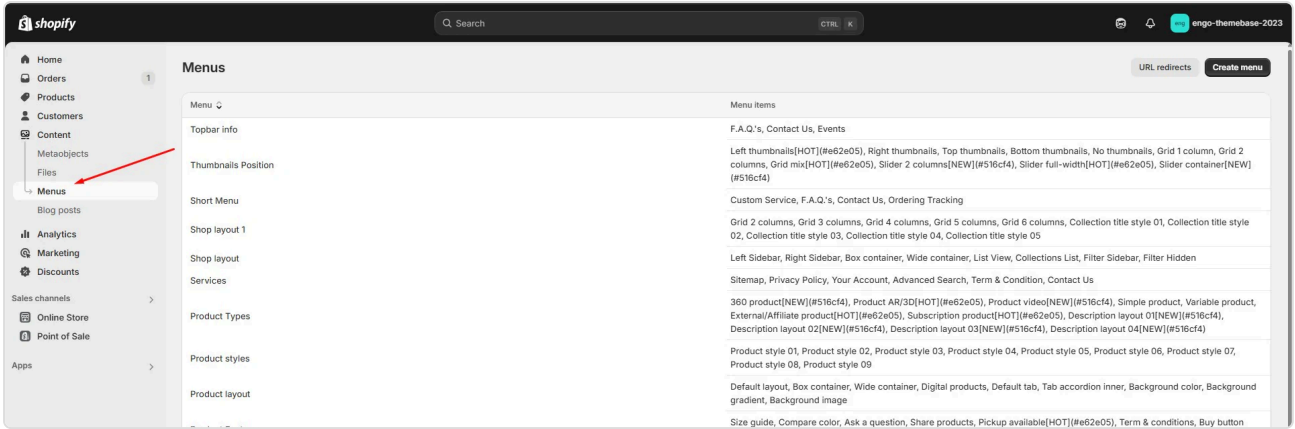 shopify
Search
CTRL K
eng
engo-themebase-2023
Home
Orders 1
Products
Customers
Content
Metaobjects
Files
Menus
Blog posts
Analytics
Marketing
Discounts
Sales channels
Online Store
Point of Sale
Apps
Menus
URL redirects
Create menu
Menu
Menu items
Topbar info
F.A.Q.'s, Contact Us, Events
Thumbnails Position
Left thumbnails[HOT](#e62e05), Right thumbnails, Top thumbnails, Bottom thumbnails, No thumbnails, Grid 1 column, Grid 2
columns, Grid mix[HOT](#e62e05), Slider 2 columns[NEW](#516cf4), Slider full-width[HOT](#e62e05), Slider container[NEW]
(#516cf4)
Short Menu
Custom Service, F.A.Q.'s, Contact Us, Ordering Tracking
Shop layout 1
Grid 2 columns, Grid 3 columns, Grid 4 columns, Grid 5 columns, Grid 6 columns, Collection title style 01, Collection title style
02, Collection title style 03, Collection title style 04, Collection title style 05
Shop layout
Left Sidebar, Right Sidebar, Box container, Wide container, List View, Collections List, Filter Sidebar, Filter Hidden
Services
Sitemap, Privacy Policy, Your Account, Advanced Search, Term & Condition, Contact Us
Product Types
360 product[NEW](#516cf4), Product AR/3D[HOT](#e62e05), Product video[NEW](#516cf4), Simple product, Variable product,
External/Affiliate product[HOT](#e62e05), Subscription product[HOT](#e62e05), Description layout 01[NEW](#516cf4),
Description layout 02[NEW](#516cf4), Description layout 03[NEW](#516cf4), Description layout 04[NEW](#516cf4)
Product styles
Product style 01, Product style 02, Product style 03, Product style 04, Product style 05, Product style 06, Product style 07,
Product style 08, Product style 09
Product layout
Default layout, Box container, Wide container, Digital products, Default tab, Tab accordion inner, Background color, Background
gradient, Background image
Size guide, Compare color, Ask a question, Share products, Pickup available[HOT](#e62e05), Term & conditions, Buy button